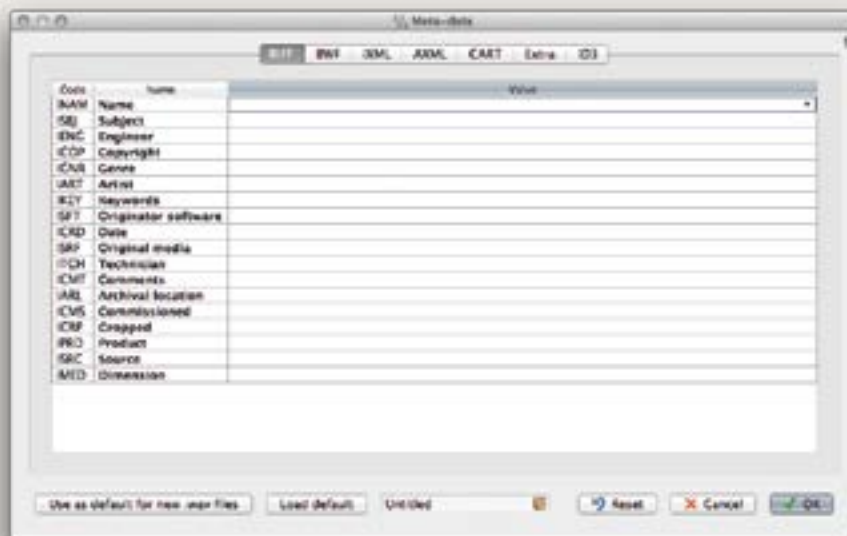 Meta-data
RIFF BWF iXML AXML CART Extra ID3
Code Name Value
INAM Name
ISBJ Subject
IENG Engineer
ICOP Copyright
IGNR Genre
IART Artist
IKEY Keywords
ISFT Originator software
ICRD Date
ISRF Original media
ITCH Technician
ICMT Comments
IARL Archival location
ICMS Commissioned
ICRP Cropped
IPRD Product
ISRC Source
Dimension
Use as default for new .wav files Load default Untitled Reset Cancel OK